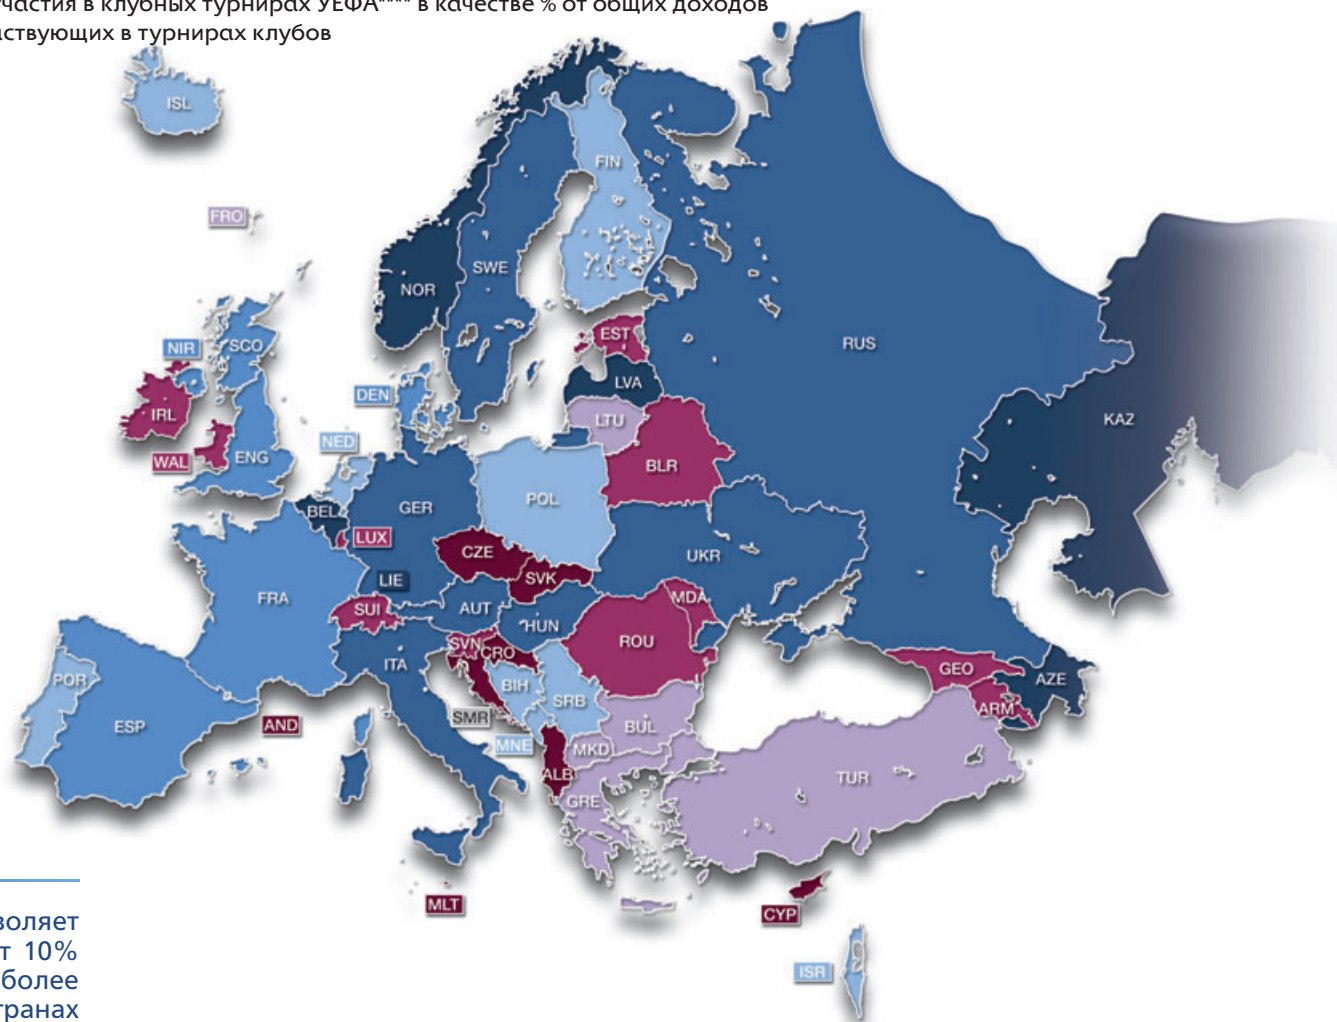 частия в клубных турнирах УЕФА**** в качестве % от общих доходов
ствующих в турнирах клубов
ISL
FIN
FRO
SWE
NOR
EST
RUS
NIR
SCO
LVA
DEN
IRL
LTU
KAZ
NED
WAL
ENG
BLR
POL
BEL
GER
LUX
CZE
UKR
SVK
LIE
FRA
MDA
SUI
AUT
HUN
ROU
SVN
CRO
ITA
GEO
POR
AZE
BIH
SRB
ARM
SMR
AND
ESP
BUL
MNE
MKD
ALB
TUR
GRE
MLT
CYP
ISR
воляет
т 10%
более
транах